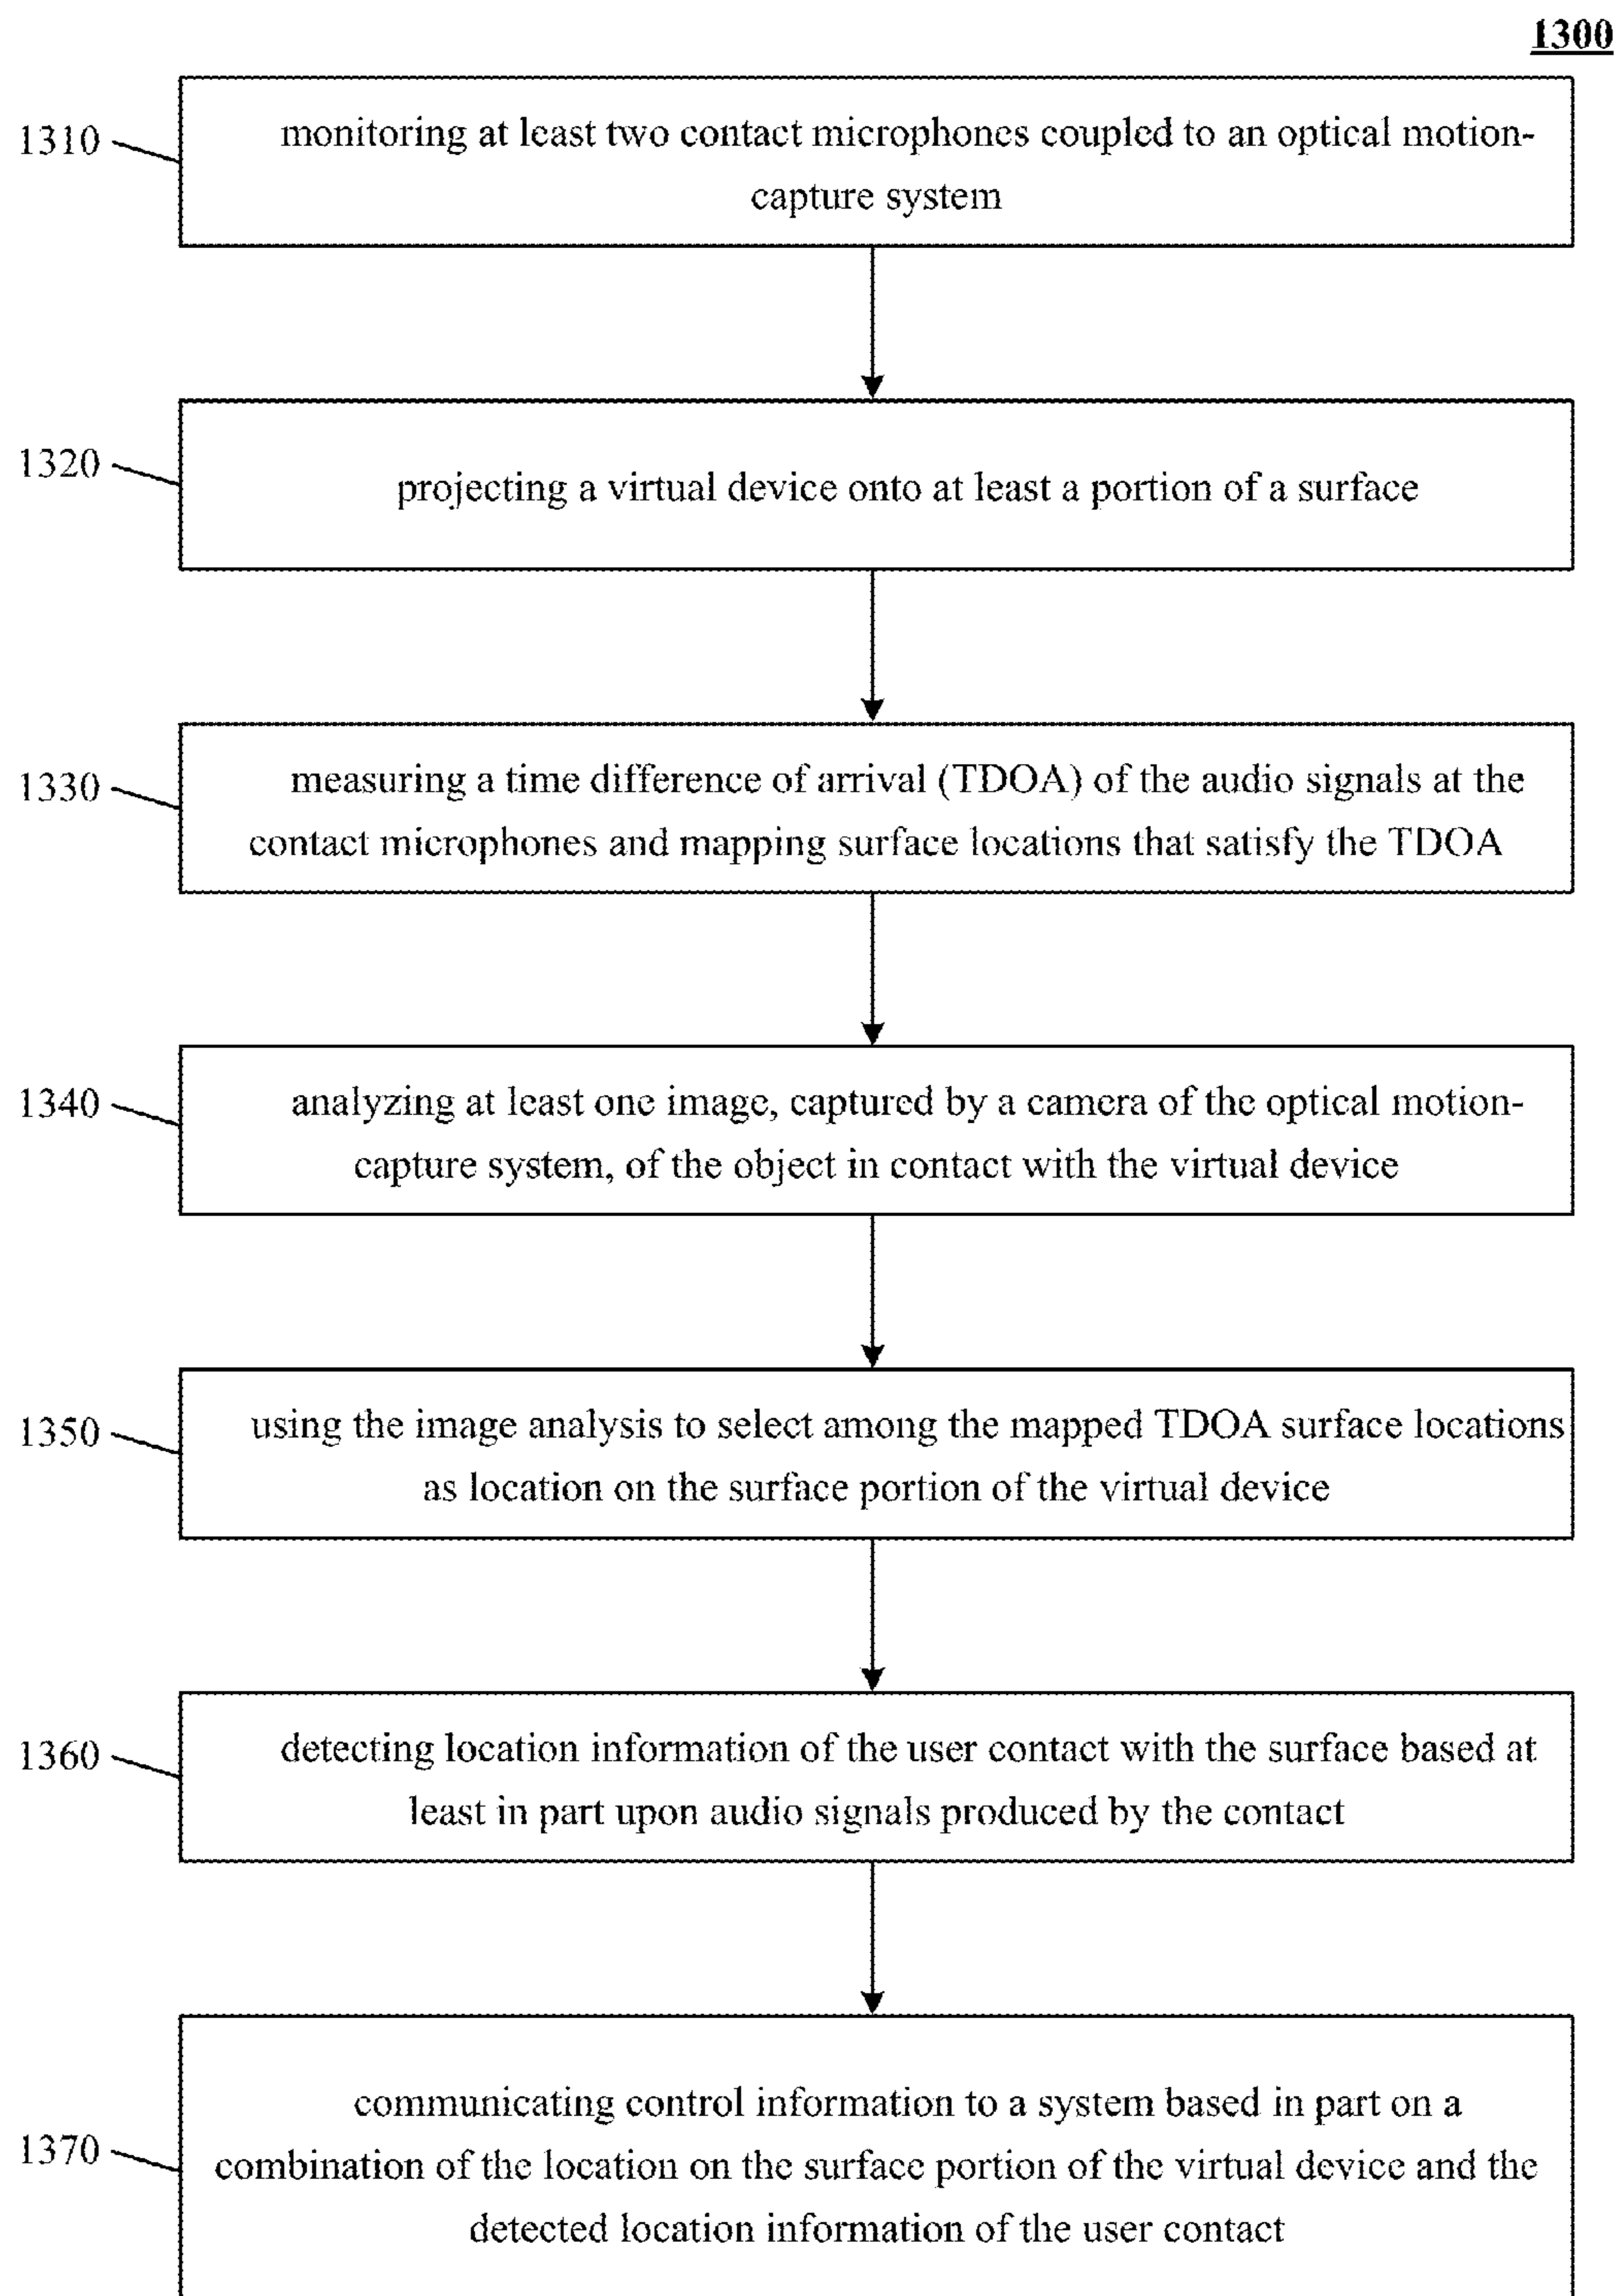 1300
1310
monitoring at least two contact microphones coupled to an optical motion-
capture system
1320
projecting a virtual device onto at least a portion of a surface
1330
measuring a time difference of arrival (TDOA) of the audio signals at the
contact microphones and mapping surface locations that satisfy the TDOA
1340
analyzing at least one image, captured by a camera of the optical motion-
capture system, of the object in contact with the virtual device
1350
using the image analysis to select among the mapped TDOA surface locations
as location on the surface portion of the virtual device
1360
detecting location information of the user contact with the surface based at
least in part upon audio signals produced by the contact
1370
communicating control information to a system based in part on a
combination of the location on the surface portion of the virtual device and the
detected location information of the user contact